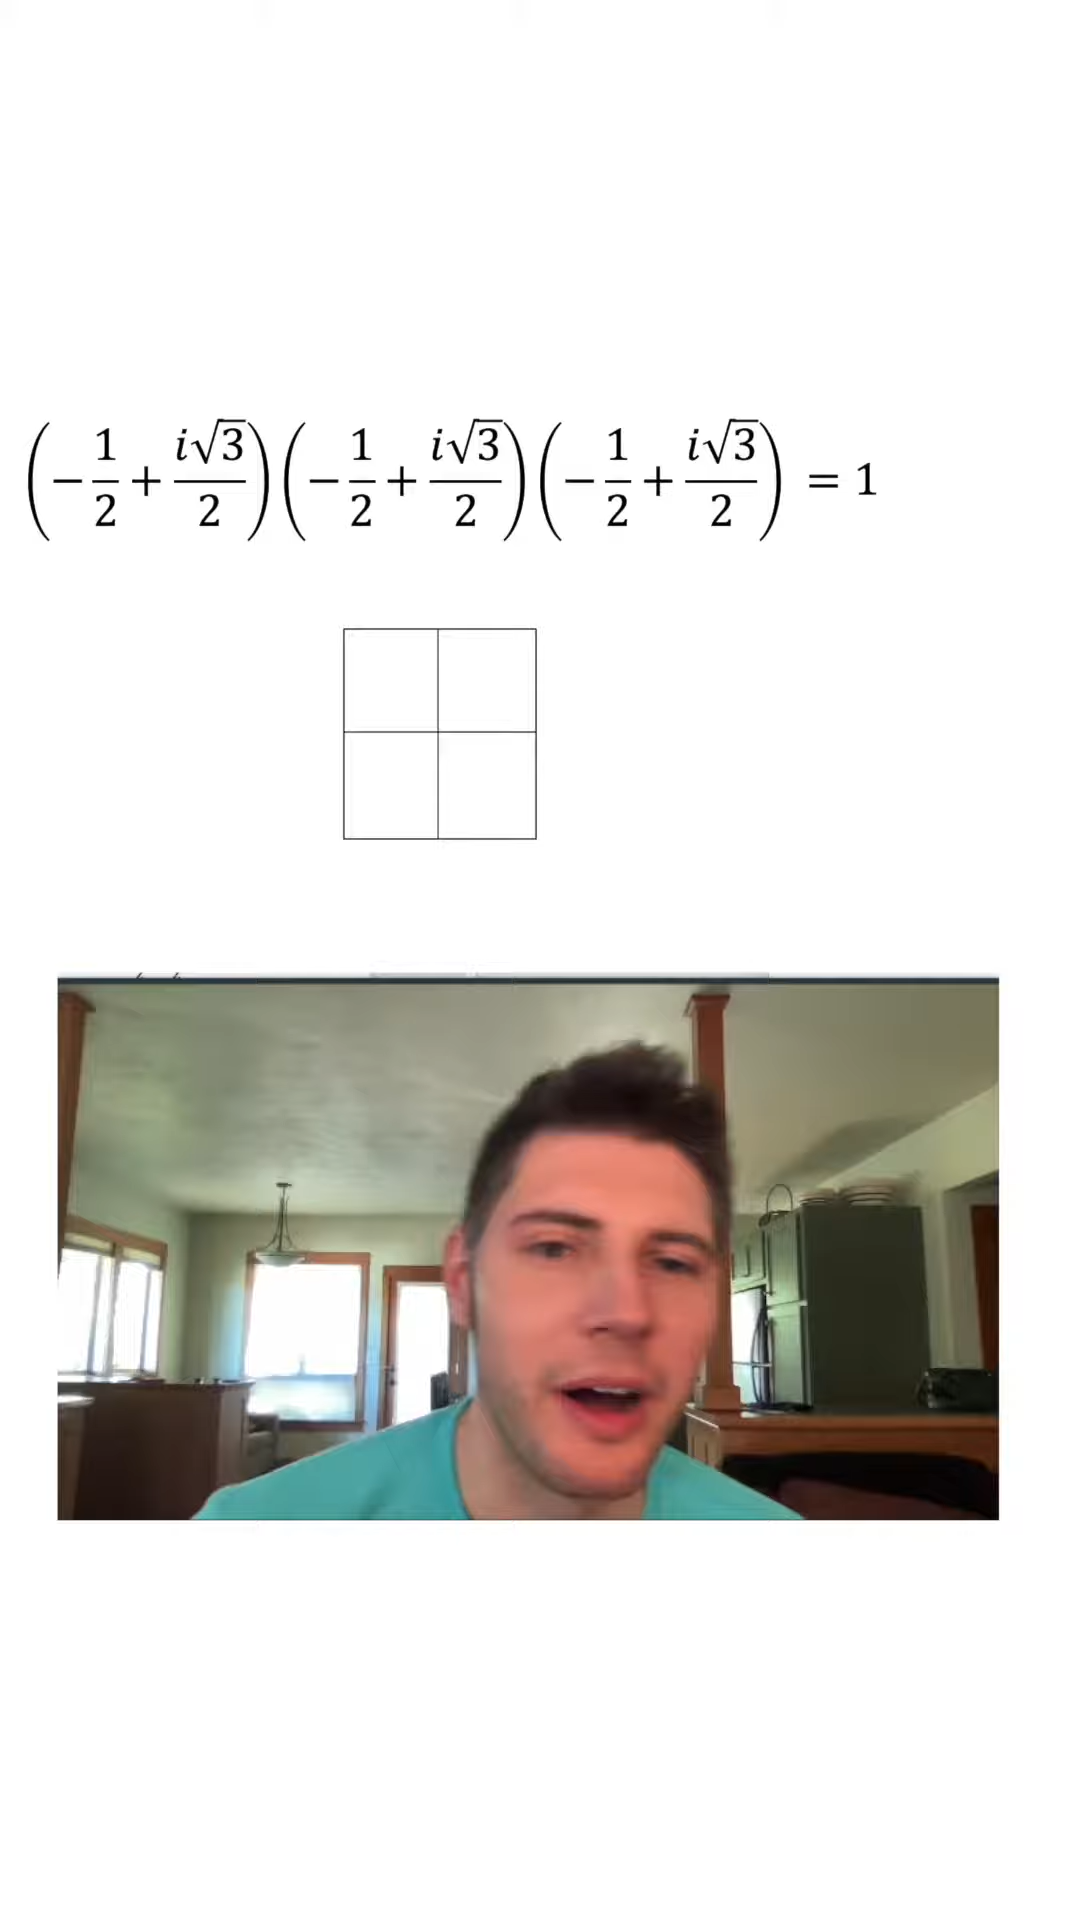 (-1/2 + i√3/2)(-1/2 + i√3/2)(-1/2 + i√3/2) = 1